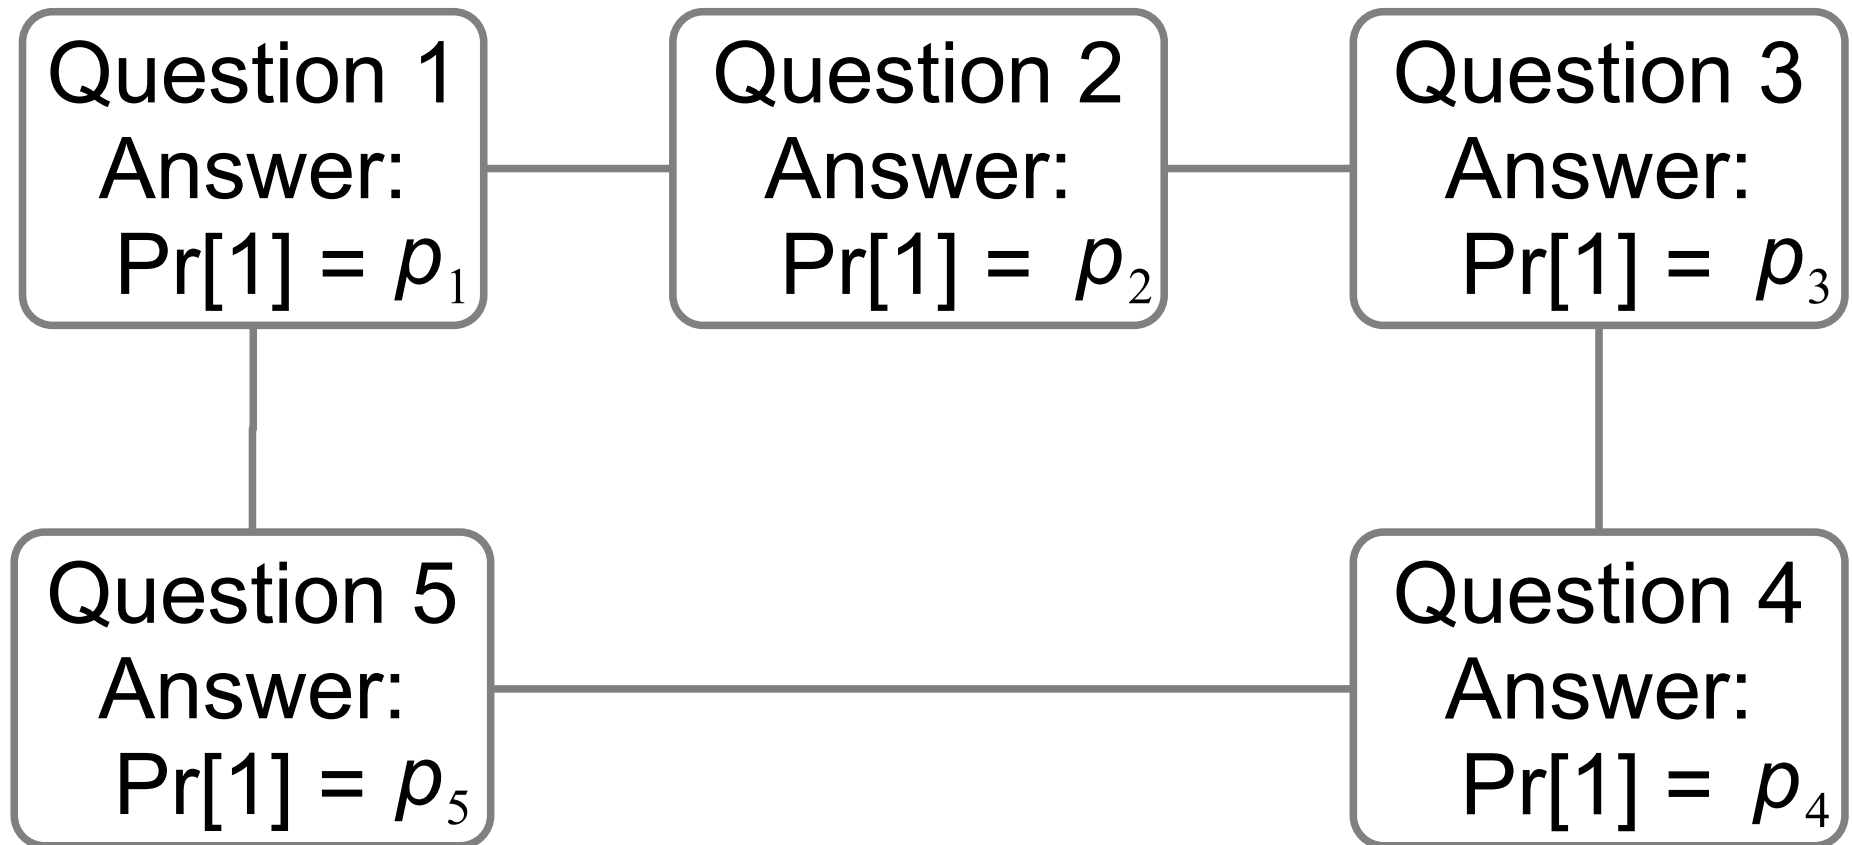 Question 1
Answer:
Pr[1] = p₁
Question 2
Answer:
Pr[1] = p₂
Question 3
Answer:
Pr[1] = p₃
Question 5
Answer:
Pr[1] = p₅
Question 4
Answer:
Pr[1] = p₄